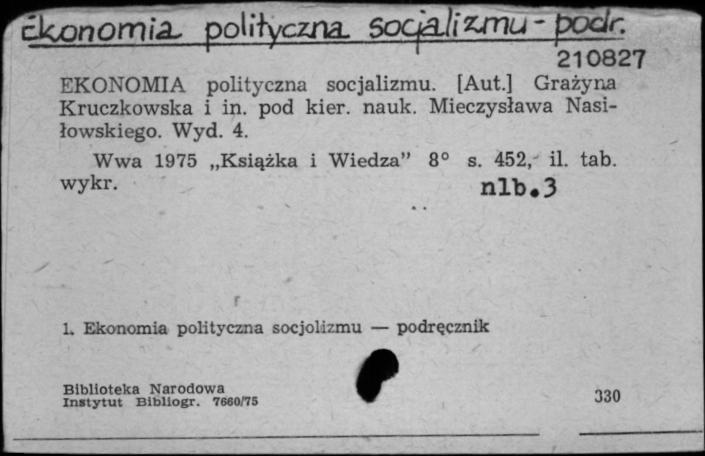 Ekonomia polityczna socjalizmu - podr.
210827
EKONOMIA polityczna socjalizmu. [Aut.] Grażyna
Kruczkowska i in. pod kier. nauk. Mieczysława Nasi-
łowskiego. Wyd. 4.
Wwa 1975 „Książka i Wiedza” 8° s. 452, il. tab.
wykr.
nlb.3
1. Ekonomia polityczna socjolizmu — podręcznik
Biblioteka Narodowa
Instytut Bibliogr. 7660/75
330